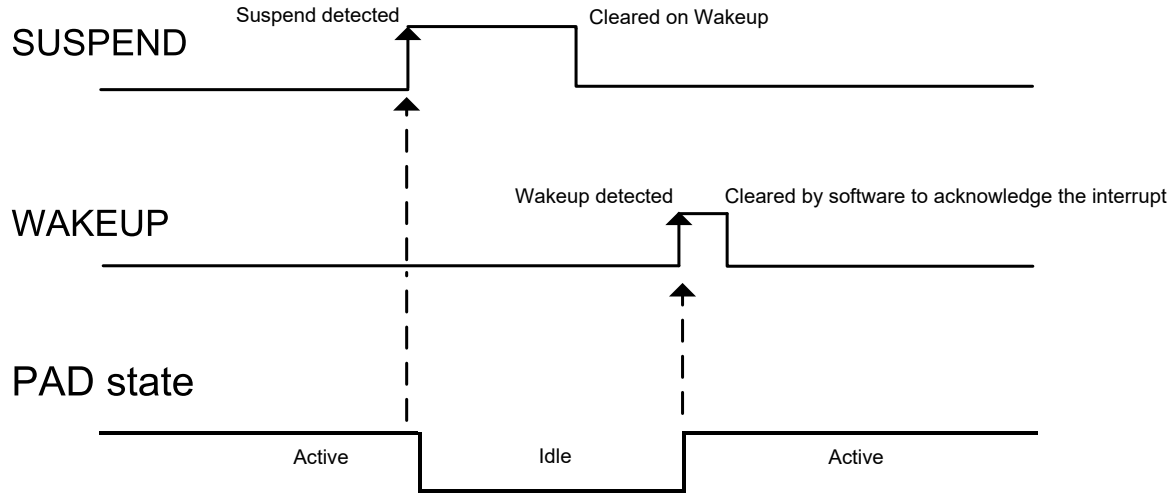 Suspend detected
Cleared on Wakeup
SUSPEND
Wakeup detected
Cleared by software to acknowledge the interrupt
WAKEUP
PAD state
Active
Idle
Active